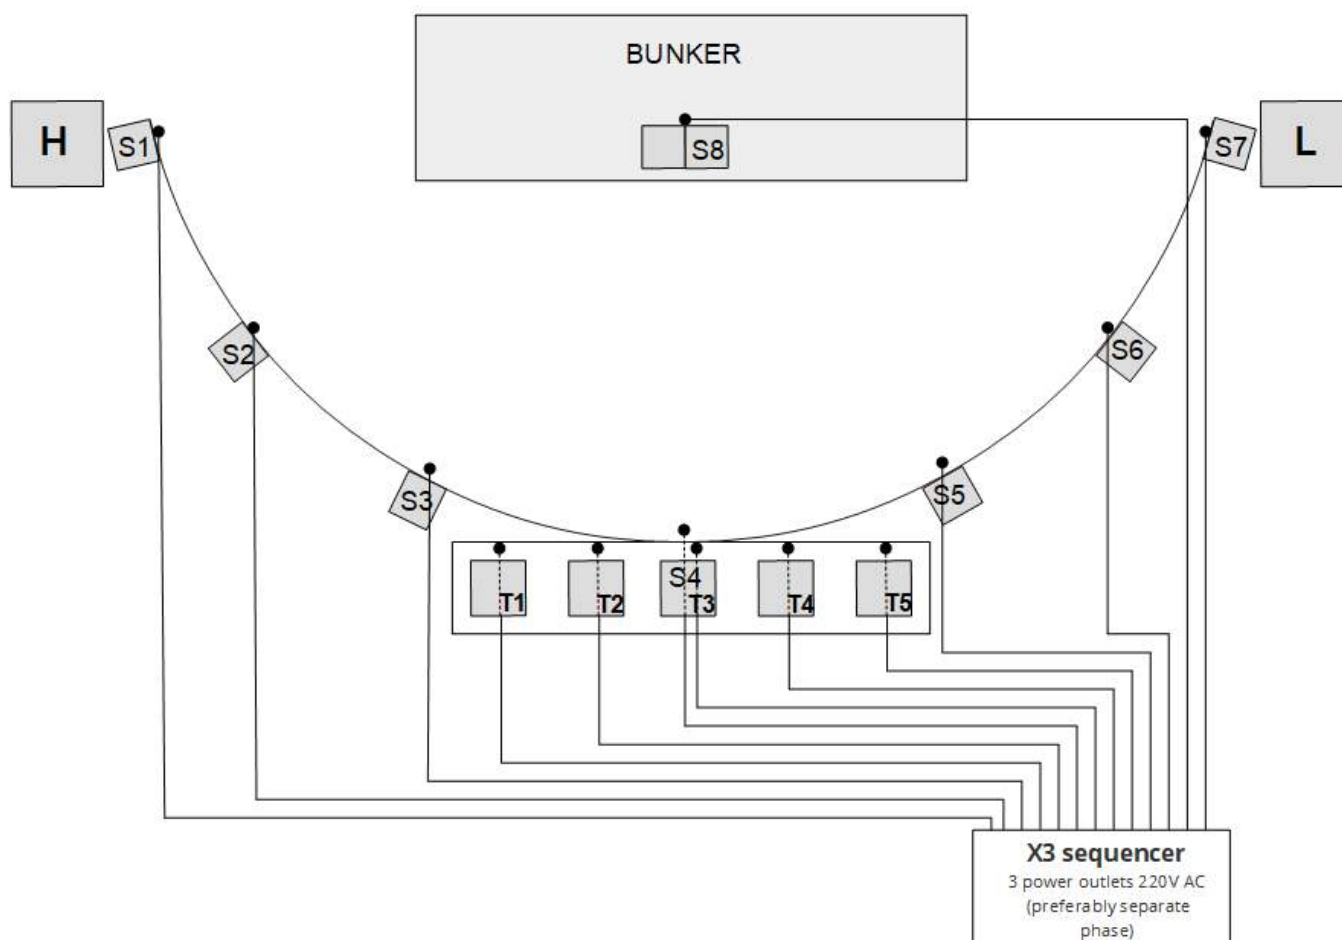 BUNKER
H
S1
S8
S7
L
S2
S6
S3
S5
S4
T1
T2
T3
T4
T5
X3 sequencer
3 power outlets 220V AC
(preferably separate
phase)